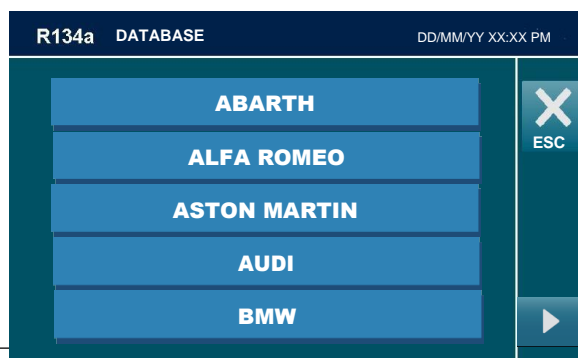 R134a DATABASE DD/MM/YY XX:XX PM
ABARTH
ESC
ALFA ROMEO
ASTON MARTIN
AUDI
BMW